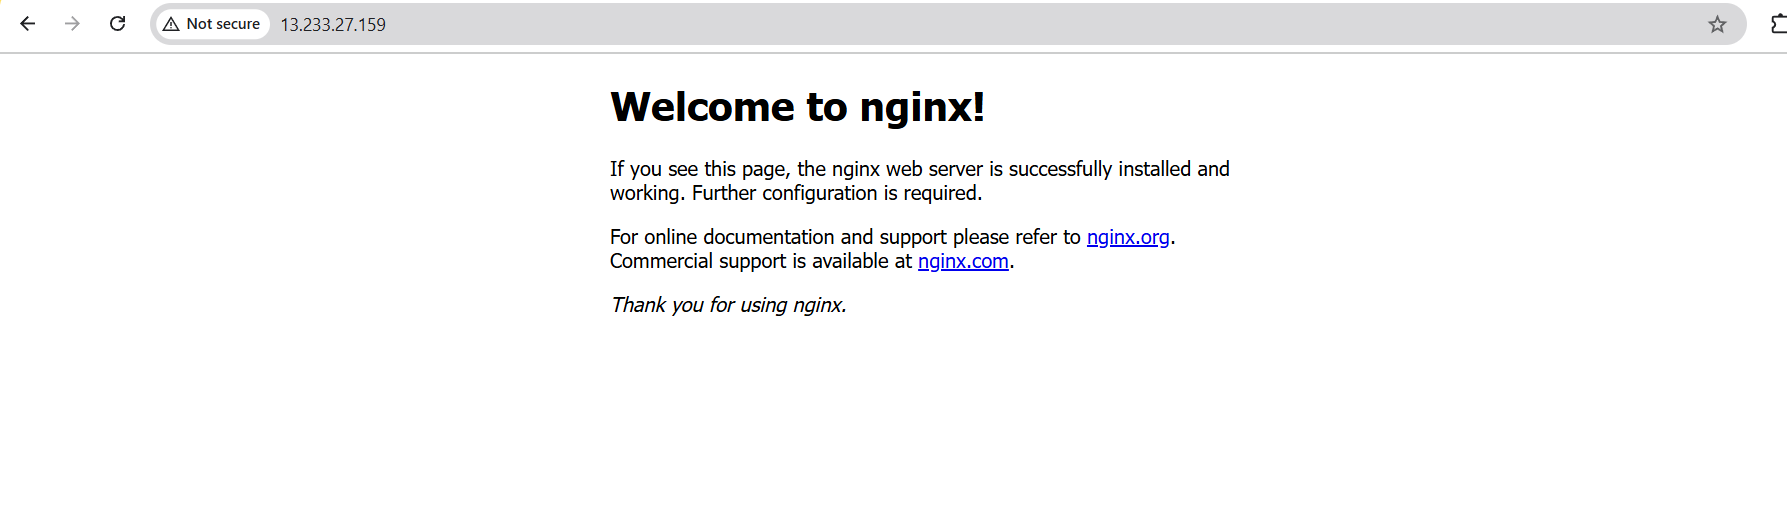 Not secure 13.233.27.159
Welcome to nginx!
If you see this page, the nginx web server is successfully installed and
working. Further configuration is required.
For online documentation and support please refer to nginx.org.
Commercial support is available at nginx.com.
Thank you for using nginx.